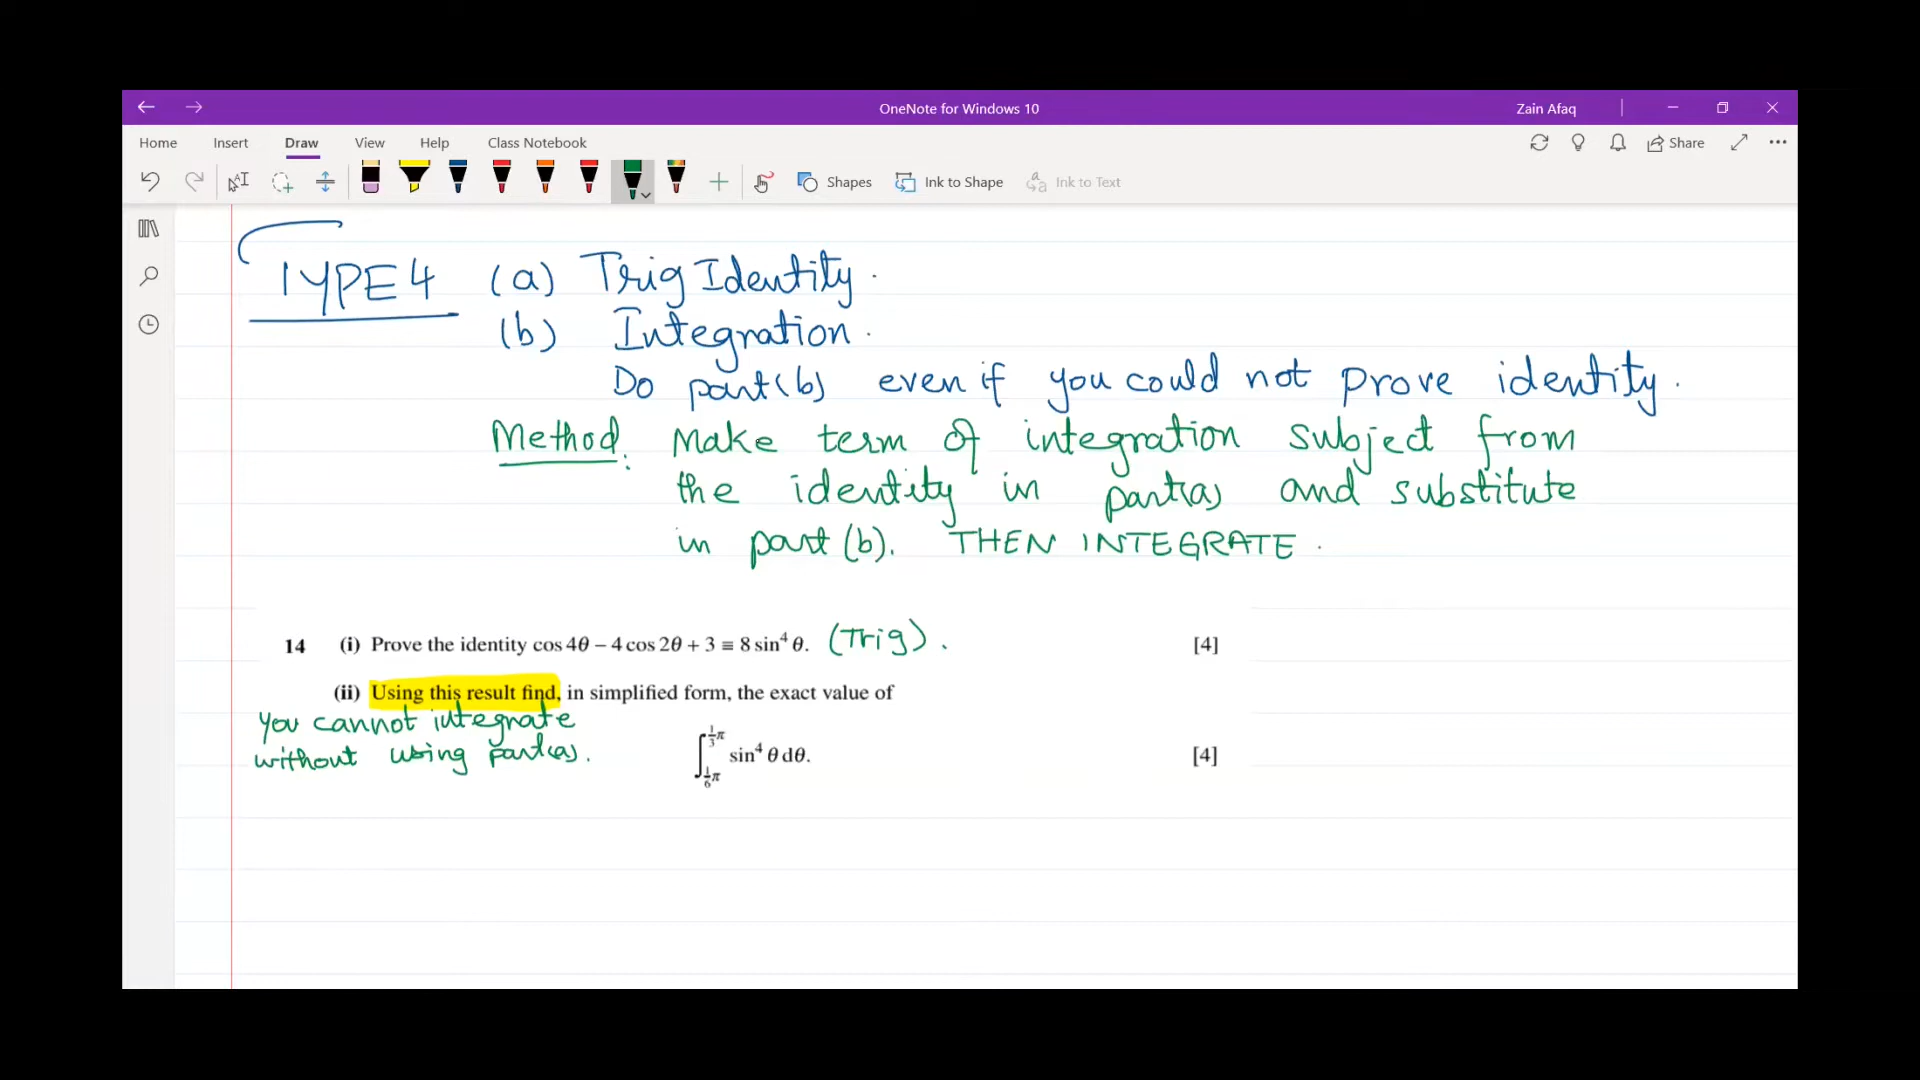 OneNote for Windows 10
Zain Afaq
Home Insert Draw View Help Class Notebook
Share
Shapes Ink to Shape Ink to Text
TYPE 4 (a) Trig Identity.
(b) Integration.
Do part(b) even if you could not prove identity.
Method: Make term of integration subject from
the identity in part(a) and substitute
in part (b). THEN INTEGRATE.
14 (i) Prove the identity cos 4θ − 4 cos 2θ + 3 ≡ 8 sin⁴ θ. (Trig). [4]
(ii) Using this result find, in simplified form, the exact value of
you cannot integrate
without using part(a).
∫ 1/6 π 1/3 π sin⁴ θ dθ. [4]